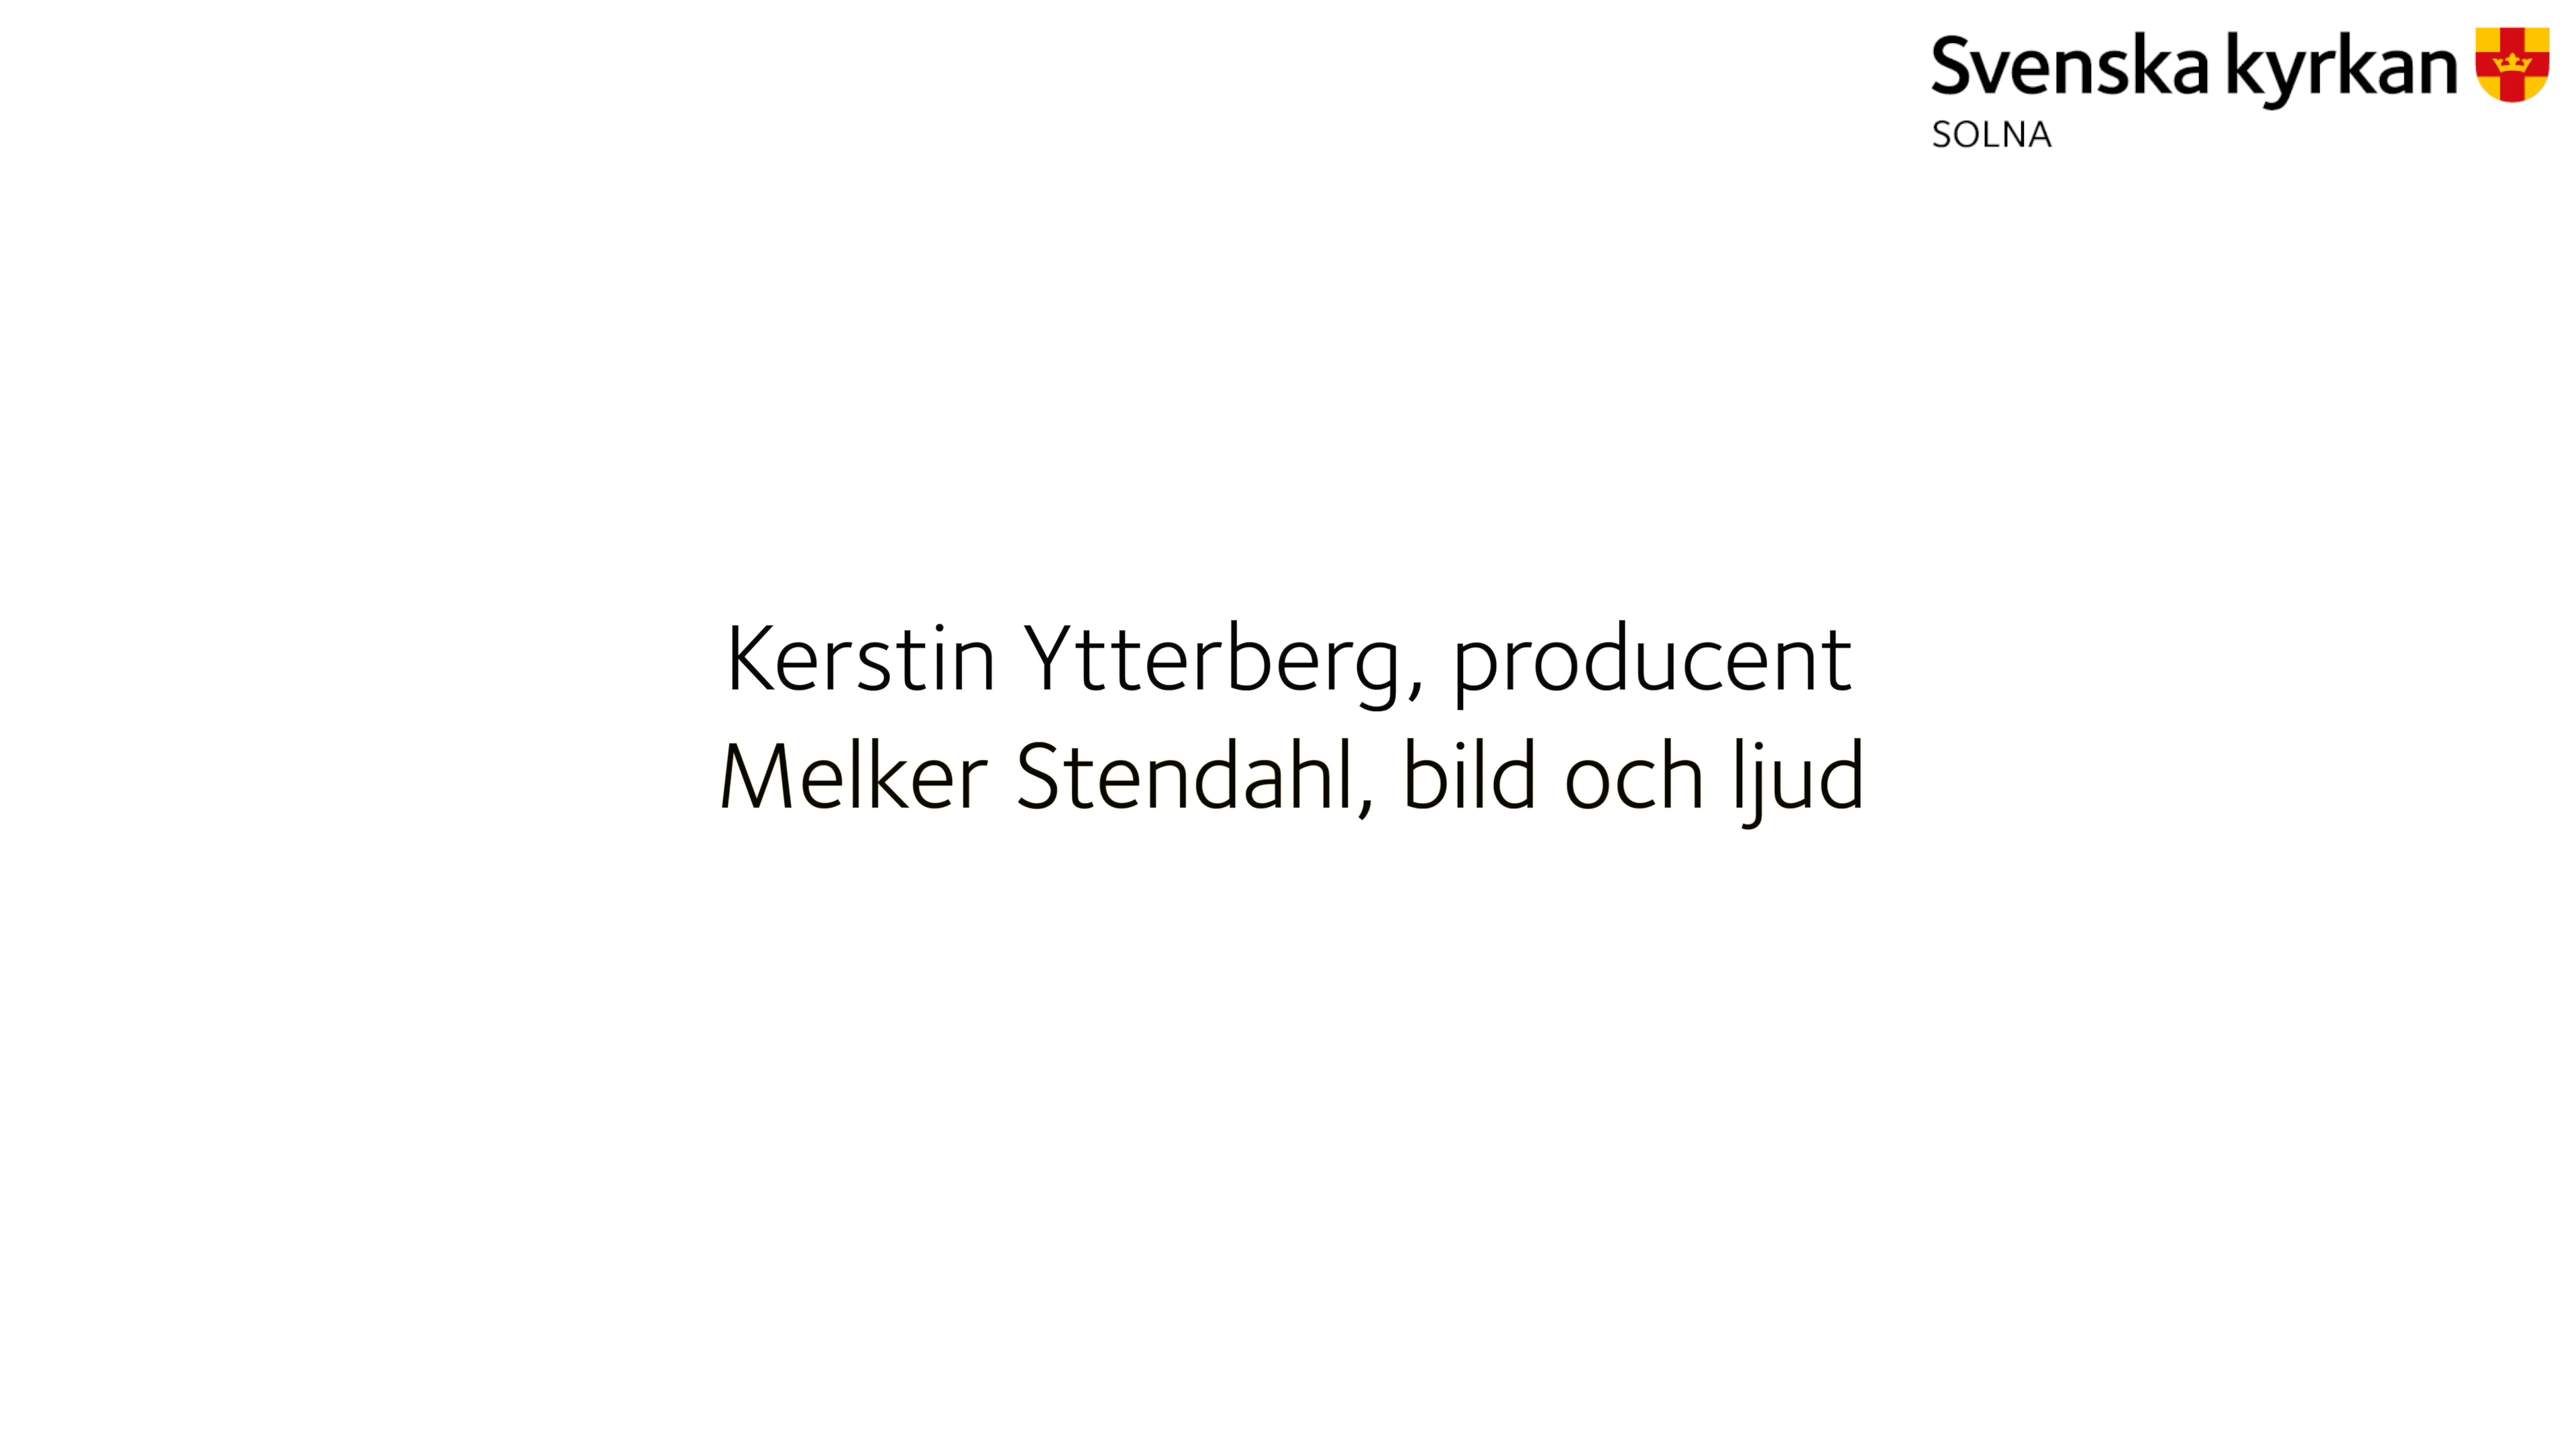 Svenska kyrkan
SOLNA
Kerstin Ytterberg, producent
Melker Stendahl, bild och ljud